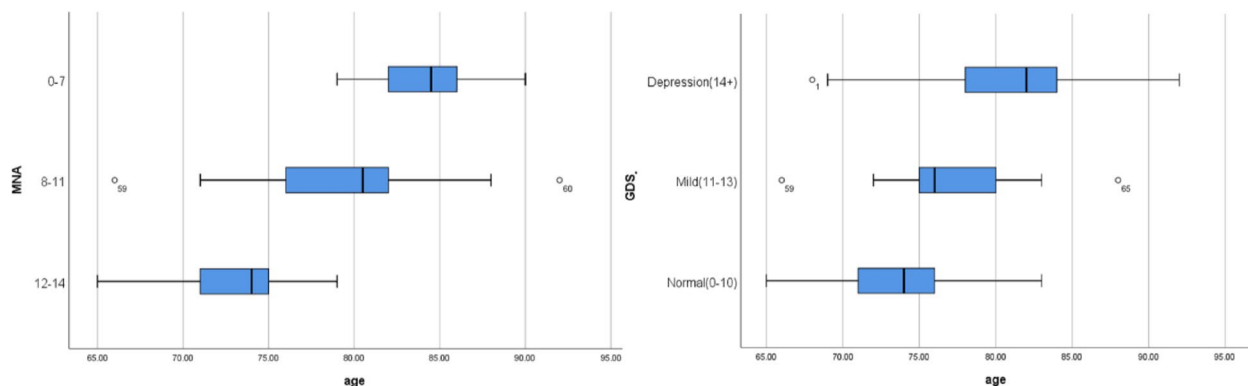 MNA
0-7
8-11
12-14
59
60
65.00 70.00 75.00 80.00 85.00 90.00 95.00
age
GDS.
Depression(14+)
Mild(11-13)
Normal(0-10)
1
59
65
65.00 70.00 75.00 80.00 85.00 90.00 95.00
age